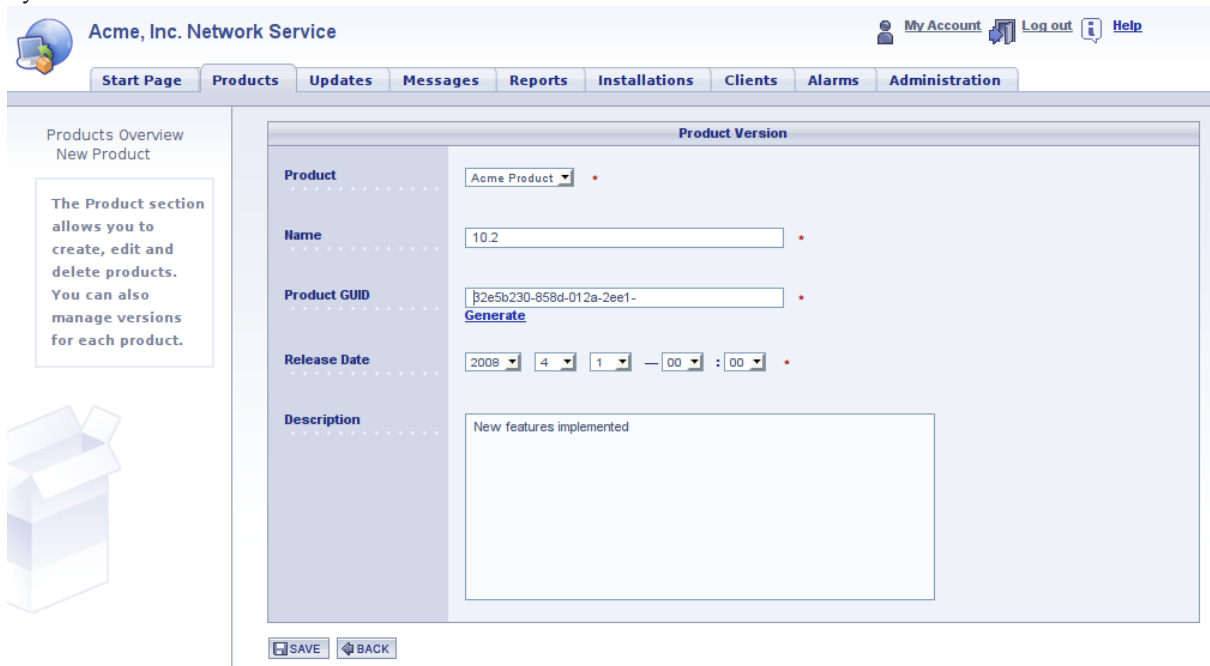 Acme, Inc. Network Service
My Account Log out Help
Start Page Products Updates Messages Reports Installations Clients Alarms Administration
Products Overview
New Product
The Product section
allows you to
create, edit and
delete products.
You can also
manage versions
for each product.
Product Version
Product Acme Product *
Name 10.2 *
Product GUID 32e5b230-858d-012a-2ee1- *
Generate
Release Date 2008 4 1 — 00 : 00 *
Description New features implemented
SAVE BACK